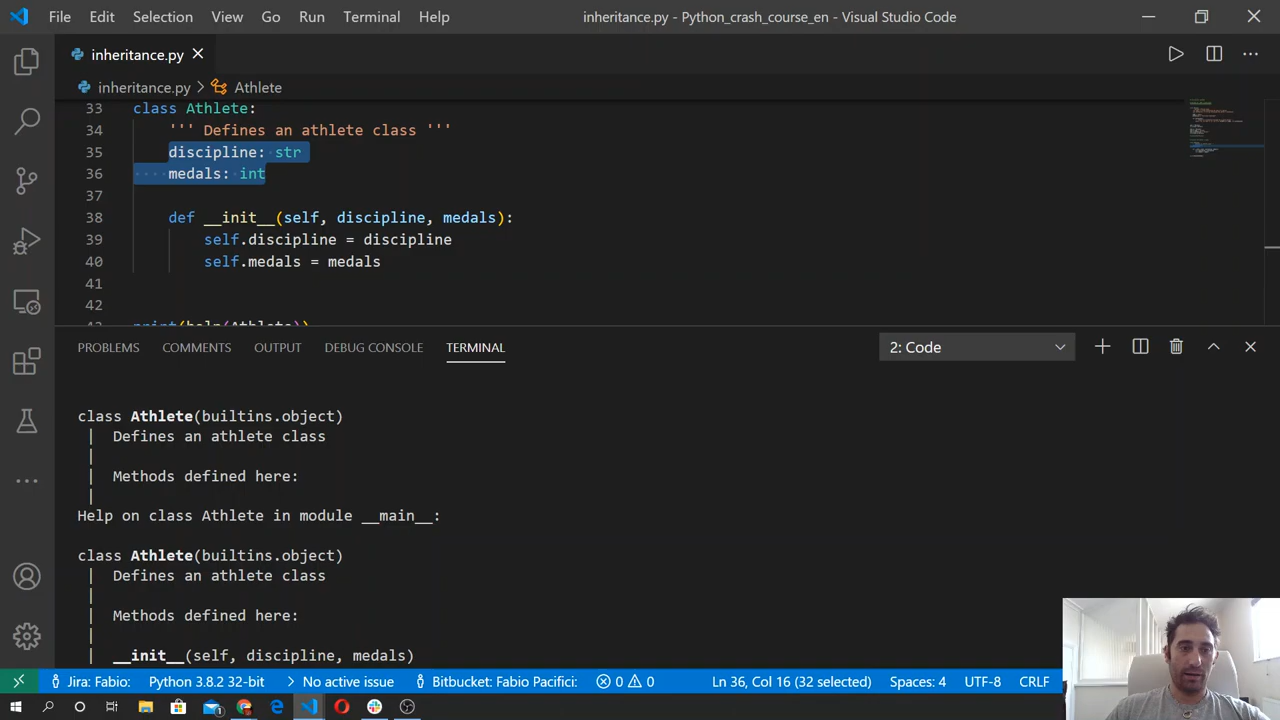 File Edit Selection View Go Run Terminal Help inheritance.py - Python_crash_course_en - Visual Studio Code
inheritance.py
inheritance.py > Athlete
33 class Athlete:
34 ''' Defines an athlete class '''
35 discipline: str
36 medals: int
37
38 def __init__(self, discipline, medals):
39 self.discipline = discipline
40 self.medals = medals
41
42
PROBLEMS COMMENTS OUTPUT DEBUG CONSOLE TERMINAL 2: Code
class Athlete(builtins.object)
| Defines an athlete class
|
| Methods defined here:
|
Help on class Athlete in module __main__:
class Athlete(builtins.object)
| Defines an athlete class
|
| Methods defined here:
|
| __init__(self, discipline, medals)
Jira: Fabio: Python 3.8.2 32-bit No active issue Bitbucket: Fabio Pacifici: 0 0 Ln 36, Col 16 (32 selected) Spaces: 4 UTF-8 CRLF